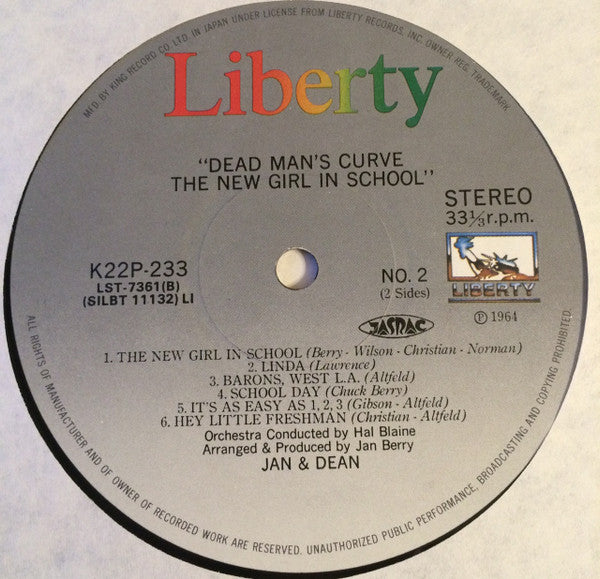 MF'D. BY KING RECORD CO. LTD. IN JAPAN UNDER LICENSE FROM LIBERTY RECORDS, INC. OWNER REG. TRADEMARK.
Liberty
"DEAD MAN'S CURVE
THE NEW GIRL IN SCHOOL"
STEREO
33⅓r.p.m.
K22P-233
LST-7361(B)
(SILBT 11132) LI
NO. 2
(2 Sides)
LIBERTY
℗ 1964
JASRAC
1. THE NEW GIRL IN SCHOOL (Berry - Wilson - Christian - Norman)
2. LINDA (Lawrence)
3. BARONS, WEST L.A. (Altfeld)
4. SCHOOL DAY (Chuck Berry)
5. IT'S AS EASY AS 1, 2, 3 (Gibson - Altfeld)
6. HEY LITTLE FRESHMAN (Christian - Altfeld)
Orchestra Conducted by Hal Blaine
Arranged & Produced by Jan Berry
JAN & DEAN
ALL RIGHTS OF MANUFACTURER AND OF OWNER OF RECORDED WORK ARE RESERVED. UNAUTHORIZED PUBLIC PERFORMANCE, BROADCASTING AND COPYING PROHIBITED.